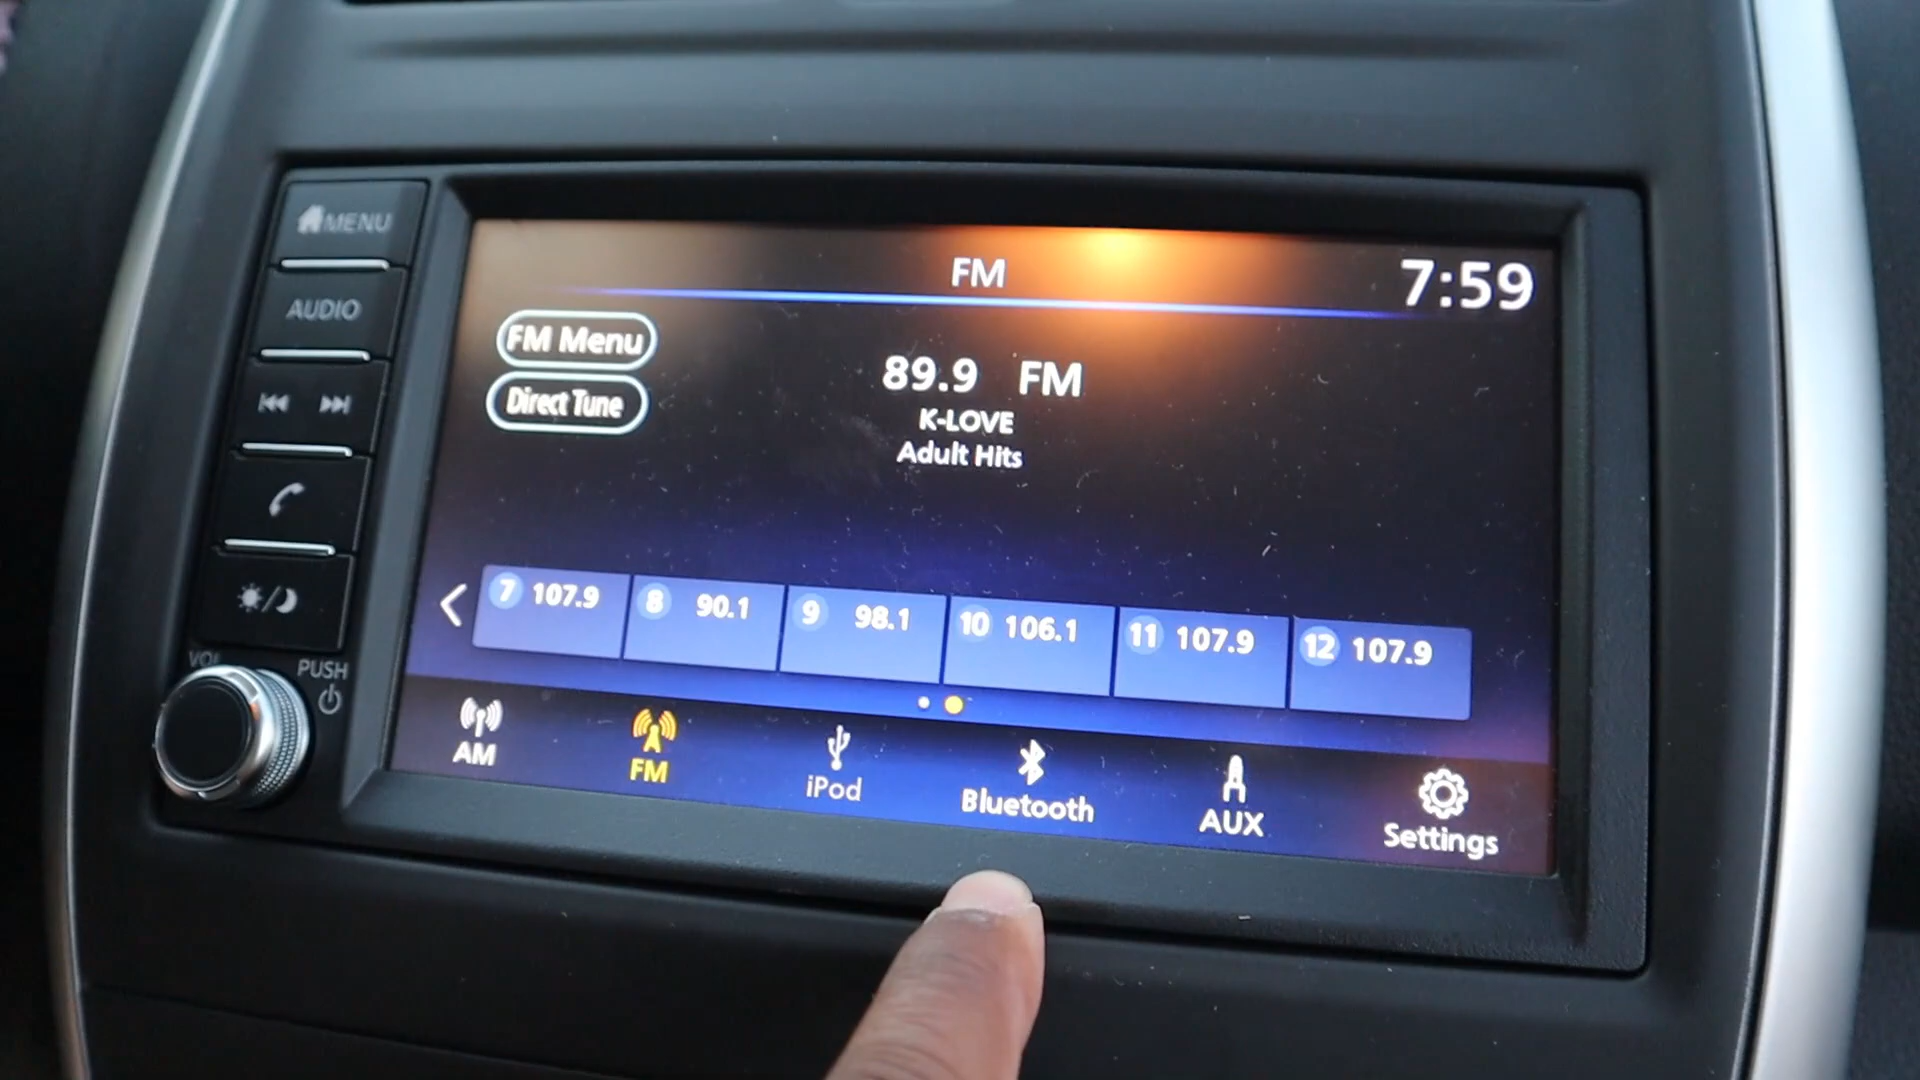 MENU
AUDIO
VOL
PUSH
FM
7:59
FM Menu
Direct Tune
89.9 FM
K-LOVE
Adult Hits
7 107.9
8 90.1
9 98.1
10 106.1
11 107.9
12 107.9
AM
FM
iPod
Bluetooth
AUX
Settings